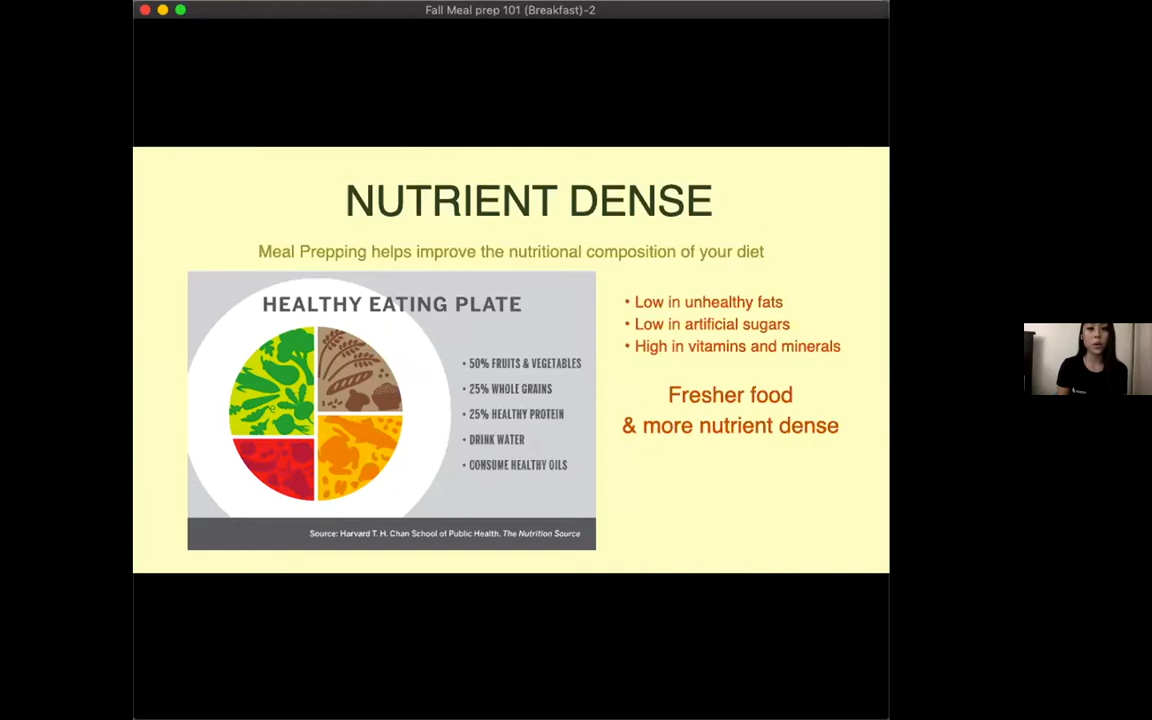 Fall Meal prep 101 (Breakfast)-2
NUTRIENT DENSE
Meal Prepping helps improve the nutritional composition of your diet
HEALTHY EATING PLATE
• 50% FRUITS & VEGETABLES
• 25% WHOLE GRAINS
• 25% HEALTHY PROTEIN
• DRINK WATER
• CONSUME HEALTHY OILS
Source: Harvard T. H. Chan School of Public Health, The Nutrition Source
• Low in unhealthy fats
• Low in artificial sugars
• High in vitamins and minerals
Fresher food
& more nutrient dense